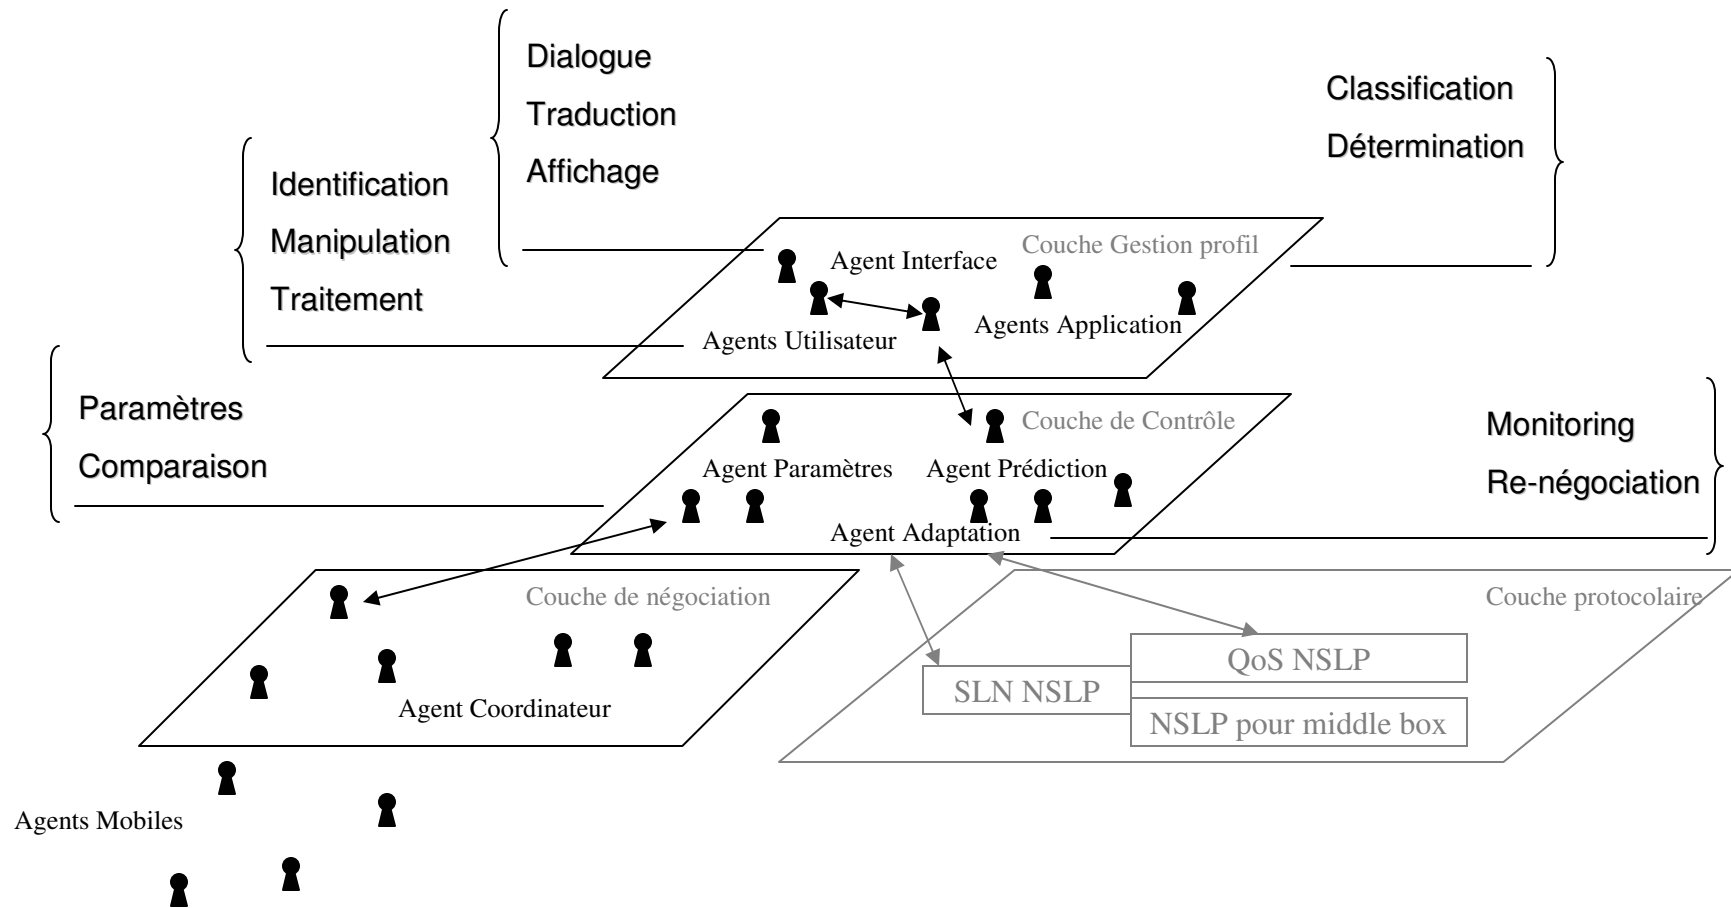 Dialogue
Traduction
Affichage
Classification
Détermination
Identification
Manipulation
Traitement
Couche Gestion profil
Agent Interface
Agents Application
Agents Utilisateur
Paramètres
Comparaison
Couche de Contrôle
Agent Paramètres
Agent Prédiction
Agent Adaptation
Monitoring
Re-négociation
Couche de négociation
Agent Coordinateur
Couche protocolaire
QoS NSLP
SLN NSLP
NSLP pour middle box
Agents Mobiles